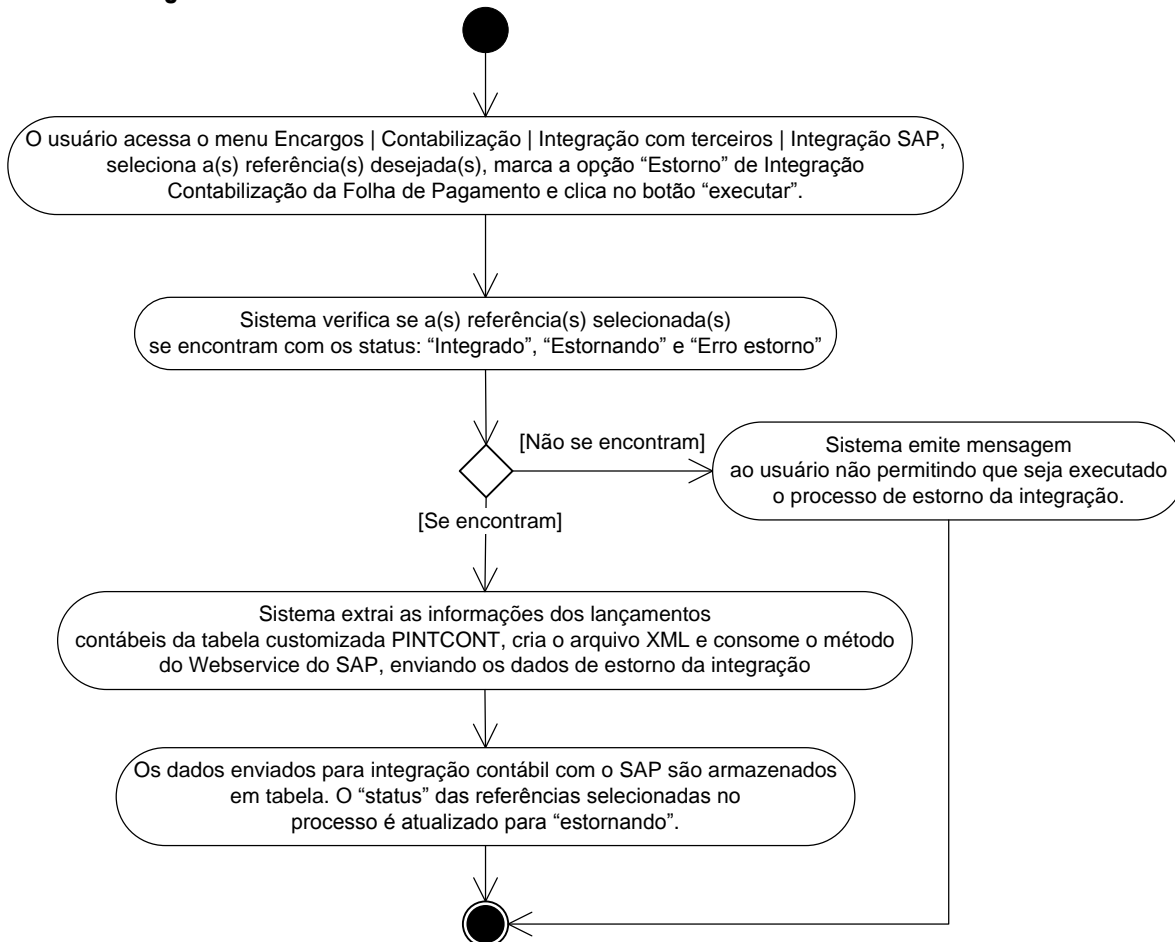 O usuário acessa o menu Encargos | Contabilização | Integração com terceiros | Integração SAP,
seleciona a(s) referência(s) desejada(s), marca a opção “Estorno” de Integração
Contabilização da Folha de Pagamento e clica no botão “executar”.
Sistema verifica se a(s) referência(s) selecionada(s)
se encontram com os status: “Integrado”, “Estornando” e “Erro estorno”
[Não se encontram]
Sistema emite mensagem
ao usuário não permitindo que seja executado
o processo de estorno da integração.
[Se encontram]
Sistema extrai as informações dos lançamentos
contábeis da tabela customizada PINTCONT, cria o arquivo XML e consome o método
do Webservice do SAP, enviando os dados de estorno da integração
Os dados enviados para integração contábil com o SAP são armazenados
em tabela. O “status” das referências selecionadas no
processo é atualizado para “estornando”.